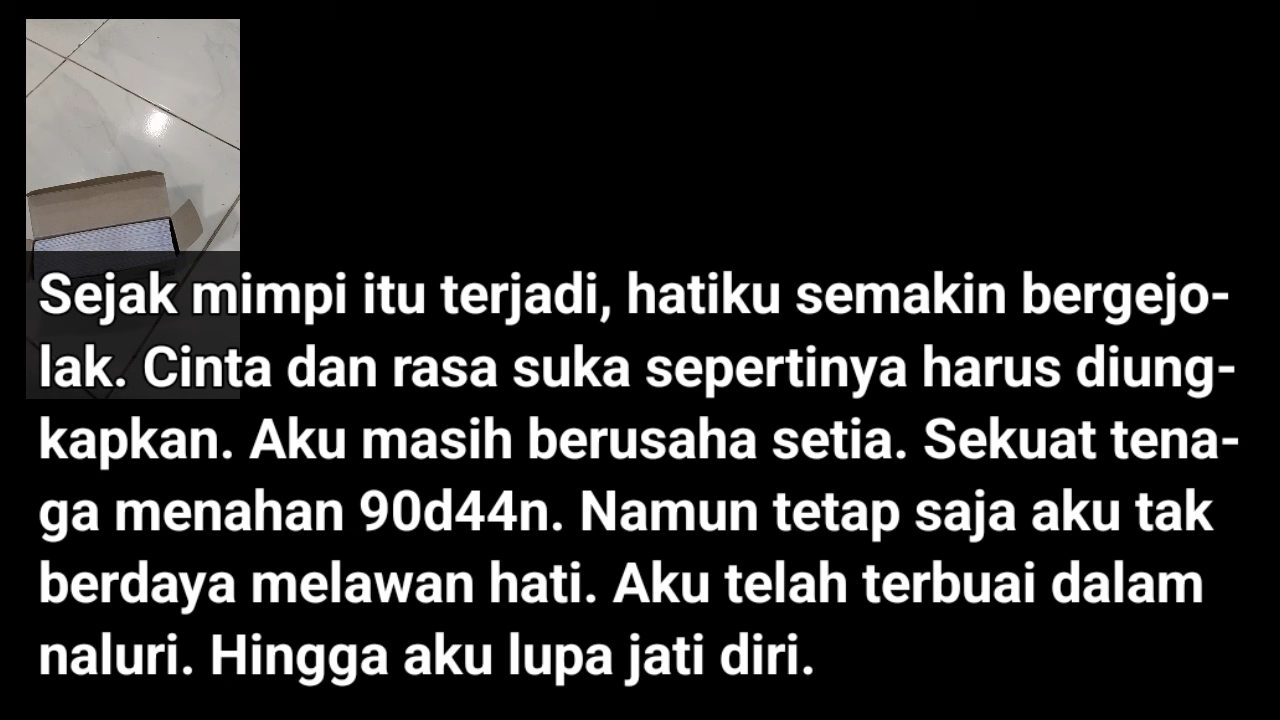 Sejak mimpi itu terjadi, hatiku semakin bergejo-
lak. Cinta dan rasa suka sepertinya harus diung-
kapkan. Aku masih berusaha setia. Sekuat tena-
ga menahan 90d44n. Namun tetap saja aku tak
berdaya melawan hati. Aku telah terbuai dalam
naluri. Hingga aku lupa jati diri.